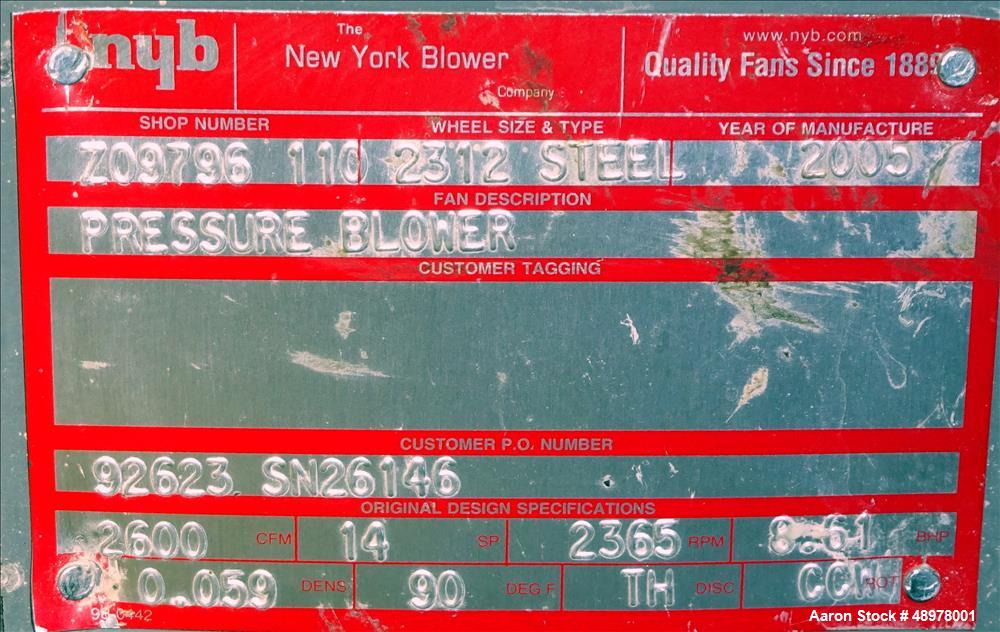 nyb The New York Blower Company www.nyb.com Quality Fans Since 1889
SHOP NUMBER WHEEL SIZE & TYPE YEAR OF MANUFACTURE
Z09796 110 2312 STEEL 2005
FAN DESCRIPTION
PRESSURE BLOWER
CUSTOMER TAGGING
CUSTOMER P.O. NUMBER
92623 SN26146
ORIGINAL DESIGN SPECIFICATIONS
2600 CFM 14 SP 2365 RPM 8.61 BHP
0.059 DENS 90 DEG F TH DISC CCW ROT
Aaron Stock # 48978001